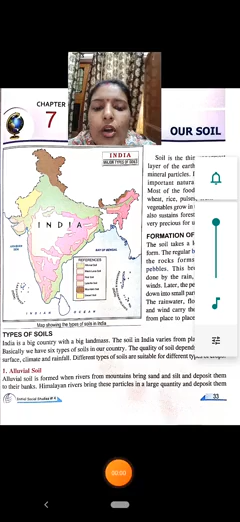 CHAPTER
7
OUR SOIL
INDIA
MAJOR TYPES OF SOILS
INDIA
ARABIAN SEA
BAY OF BENGAL
REFERENCES
INDIAN OCEAN
Map showing the types of soils in India
Soil is the thin
layer of the earth
mineral particles.
important natura
Most of the food
wheat, rice, pulses,
vegetables grow in
also sustains forest
very precious for u
FORMATION OF
The soil takes a l
form. The regular b
the rocks forms
pebbles. This bre
done by the rain,
winds. Later, the pe
down into small part
The rainwater, flo
and wind carry the
from place to place
TYPES OF SOILS
India is a big country with a big landmass. The soil in India varies from pla
Basically we have six types of soils in our country. The quality of soil depend
surface, climate and rainfall. Different types of soils are suitable for different types of crops.
1. Alluvial Soil
Alluvial soil is formed when rivers from mountains bring sand and silt and deposit them
to their banks. Himalayan rivers bring these particles in a large quantity and deposit them
33
00:00